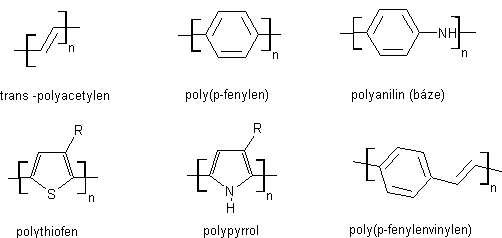 n
n
NH
n
trans -polyacetylen
poly(p-fenylen)
polyanilin (báze)
R
R
S
n
N
H
n
n
polythiofen
polypyrrol
poly(p-fenylenvinylen)